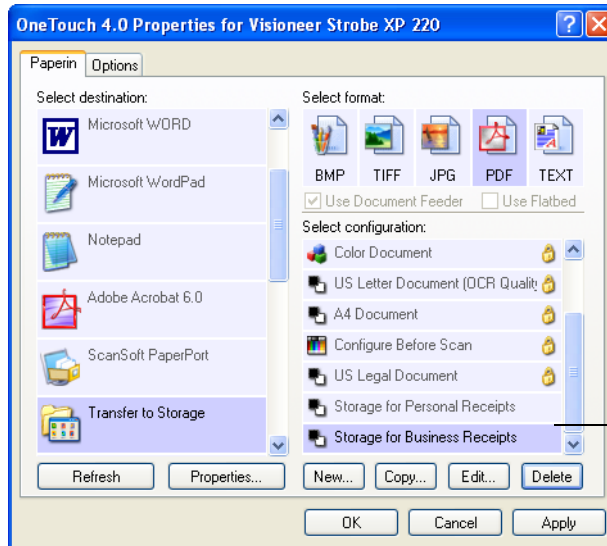 OneTouch 4.0 Properties for Visioneer Strobe XP 220
Paperin Options
Select destination:
Microsoft WORD
Microsoft WordPad
Notepad
Adobe Acrobat 6.0
ScanSoft PaperPort
Transfer to Storage
Refresh Properties...
Select format:
BMP TIFF JPG PDF TEXT
Use Document Feeder Use Flatbed
Select configuration:
Color Document
US Letter Document (OCR Quality
A4 Document
Configure Before Scan
US Legal Document
Storage for Personal Receipts
Storage for Business Receipts
New... Copy... Edit... Delete
OK Cancel Apply